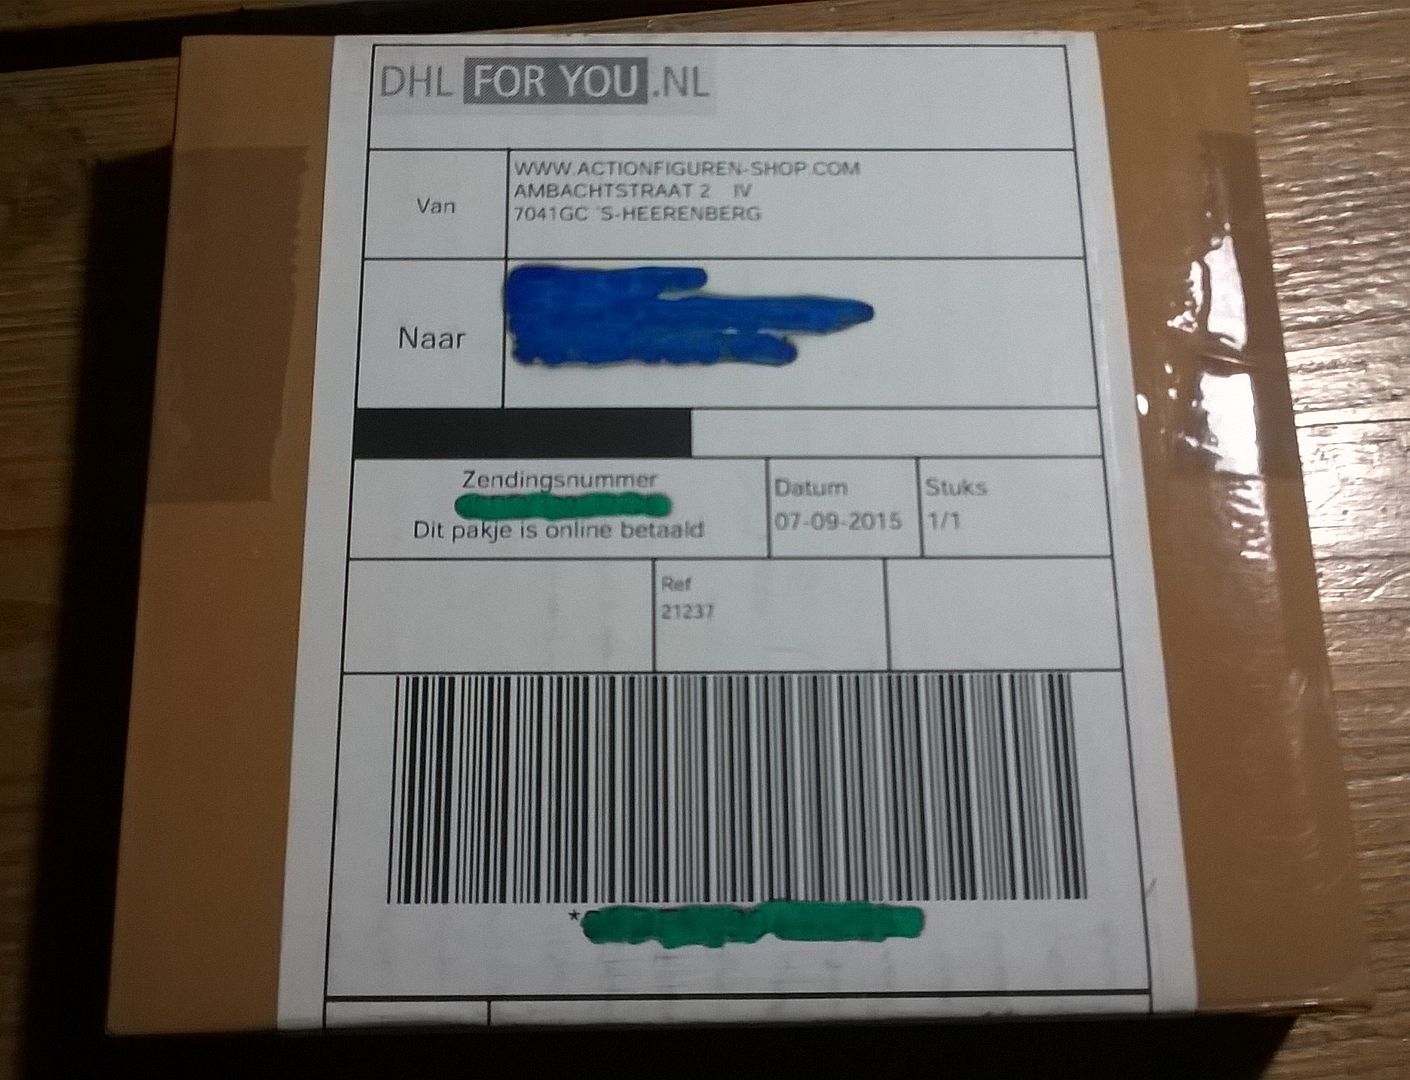 DHL FOR YOU.NL
Van
WWW.ACTIONFIGUREN-SHOP.COM
AMBACHTSTRAAT 2 IV
7041GC 'S-HEERENBERG
Naar
Zendingsnummer
Dit pakje is online betaald
Datum
07-09-2015
Stuks
1/1
Ref
21237
*